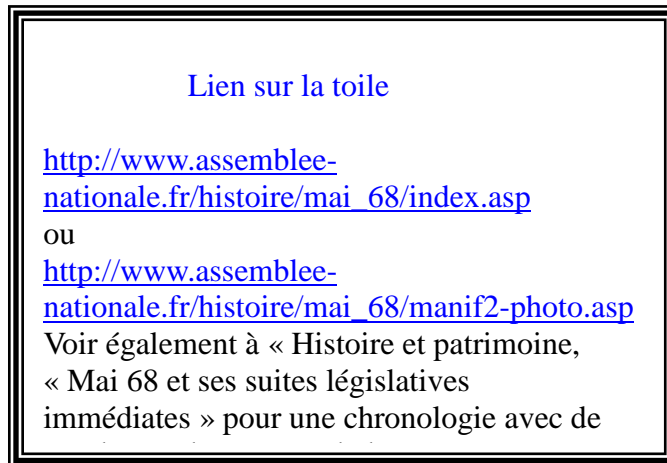 Lien sur la toile
http://www.assemblee-
nationale.fr/histoire/mai_68/index.asp
ou
http://www.assemblee-
nationale.fr/histoire/mai_68/manif2-photo.asp
Voir également à « Histoire et patrimoine,
« Mai 68 et ses suites législatives
immédiates » pour une chronologie avec de